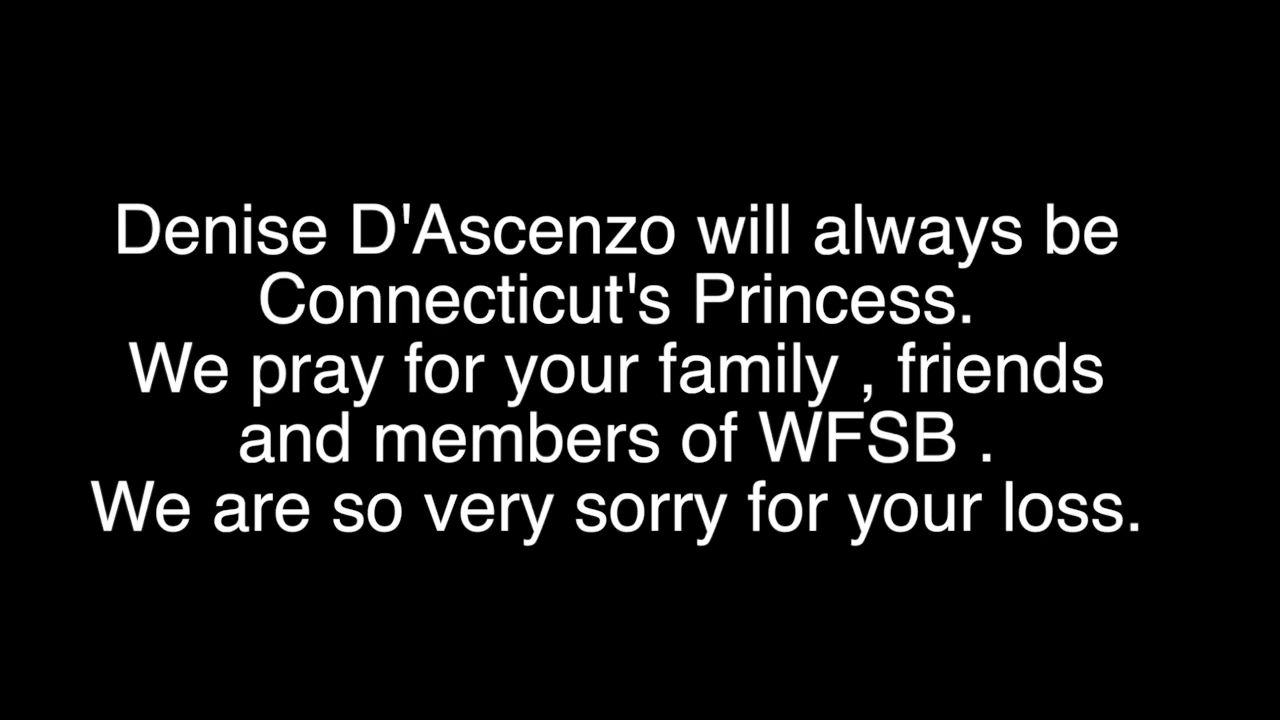 Denise D'Ascenzo will always be
Connecticut's Princess.
We pray for your family , friends
and members of WFSB .
We are so very sorry for your loss.